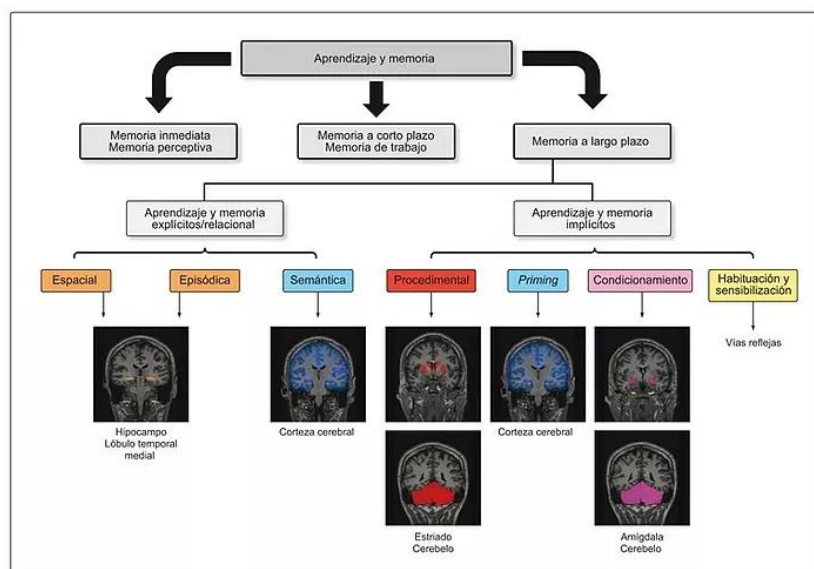 Aprendizaje y memoria
Memoria inmediata
Memoria perceptiva
Memoria a corto plazo
Memoria de trabajo
Memoria a largo plazo
Aprendizaje y memoria
explícitos/relacional
Aprendizaje y memoria
implícitos
Espacial
Episódica
Semántica
Procedimental
Priming
Condicionamiento
Habituación y
sensibilización
Hipocampo
Lóbulo temporal
medial
Corteza cerebral
Corteza cerebral
Vías reflejas
Estriado
Cerebelo
Amígdala
Cerebelo